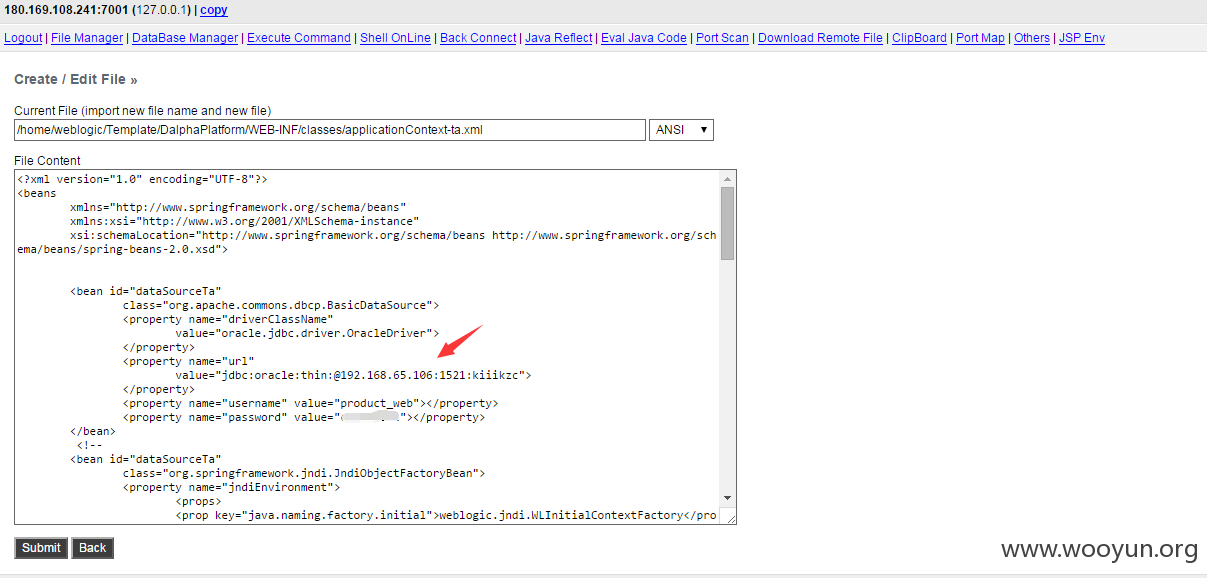 180.169.108.241:7001 (127.0.0.1) | copy
Logout | File Manager | DataBase Manager | Execute Command | Shell OnLine | Back Connect | Java Reflect | Eval Java Code | Port Scan | Download Remote File | ClipBoard | Port Map | Others | JSP Env
Create / Edit File »
Current File (import new file name and new file)
/home/weblogic/Template/DalphaPlatform/WEB-INF/classes/applicationContext-ta.xml ANSI
File Content
<?xml version="1.0" encoding="UTF-8"?>
<beans
xmlns="http://www.springframework.org/schema/beans"
xmlns:xsi="http://www.w3.org/2001/XMLSchema-instance"
xsi:schemaLocation="http://www.springframework.org/schema/beans http://www.springframework.org/sch
ema/beans/spring-beans-2.0.xsd">
<bean id="dataSourceTa"
class="org.apache.commons.dbcp.BasicDataSource">
<property name="driverClassName"
value="oracle.jdbc.driver.OracleDriver">
</property>
<property name="url"
value="jdbc:oracle:thin:@192.168.65.106:1521:kiiikzc">
</property>
<property name="username" value="product_web"></property>
<property name="password" value=" "></property>
</bean>
<!--
<bean id="dataSourceTa"
class="org.springframework.jndi.JndiObjectFactoryBean">
<property name="jndiEnvironment">
<props>
<prop key="java.naming.factory.initial">weblogic.jndi.WLInitialContextFactory</pro
Submit Back
www.wooyun.org